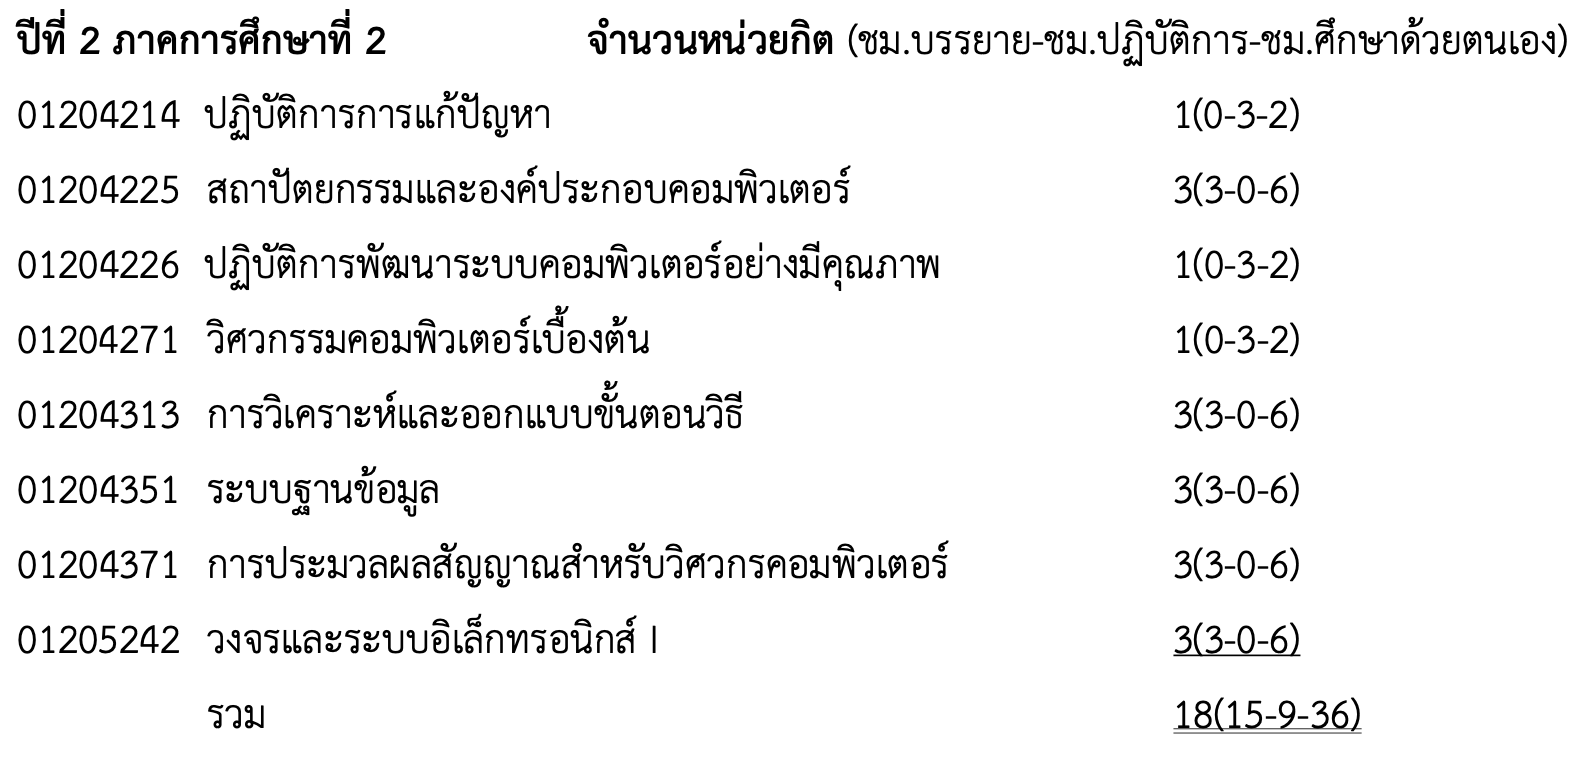 ปีที่ 2 ภาคการศึกษาที่ 2 จำนวนหน่วยกิต (ชม.บรรยาย-ชม.ปฏิบัติการ-ชม.ศึกษาด้วยตนเอง)
01204214 ปฏิบัติการการแก้ปัญหา 1(0-3-2)
01204225 สถาปัตยกรรมและองค์ประกอบคอมพิวเตอร์ 3(3-0-6)
01204226 ปฏิบัติการพัฒนาระบบคอมพิวเตอร์อย่างมีคุณภาพ 1(0-3-2)
01204271 วิศวกรรมคอมพิวเตอร์เบื้องต้น 1(0-3-2)
01204313 การวิเคราะห์และออกแบบขั้นตอนวิธี 3(3-0-6)
01204351 ระบบฐานข้อมูล 3(3-0-6)
01204371 การประมวลผลสัญญาณสำหรับวิศวกรคอมพิวเตอร์ 3(3-0-6)
01205242 วงจรและระบบอิเล็กทรอนิกส์ I 3(3-0-6)
รวม 18(15-9-36)